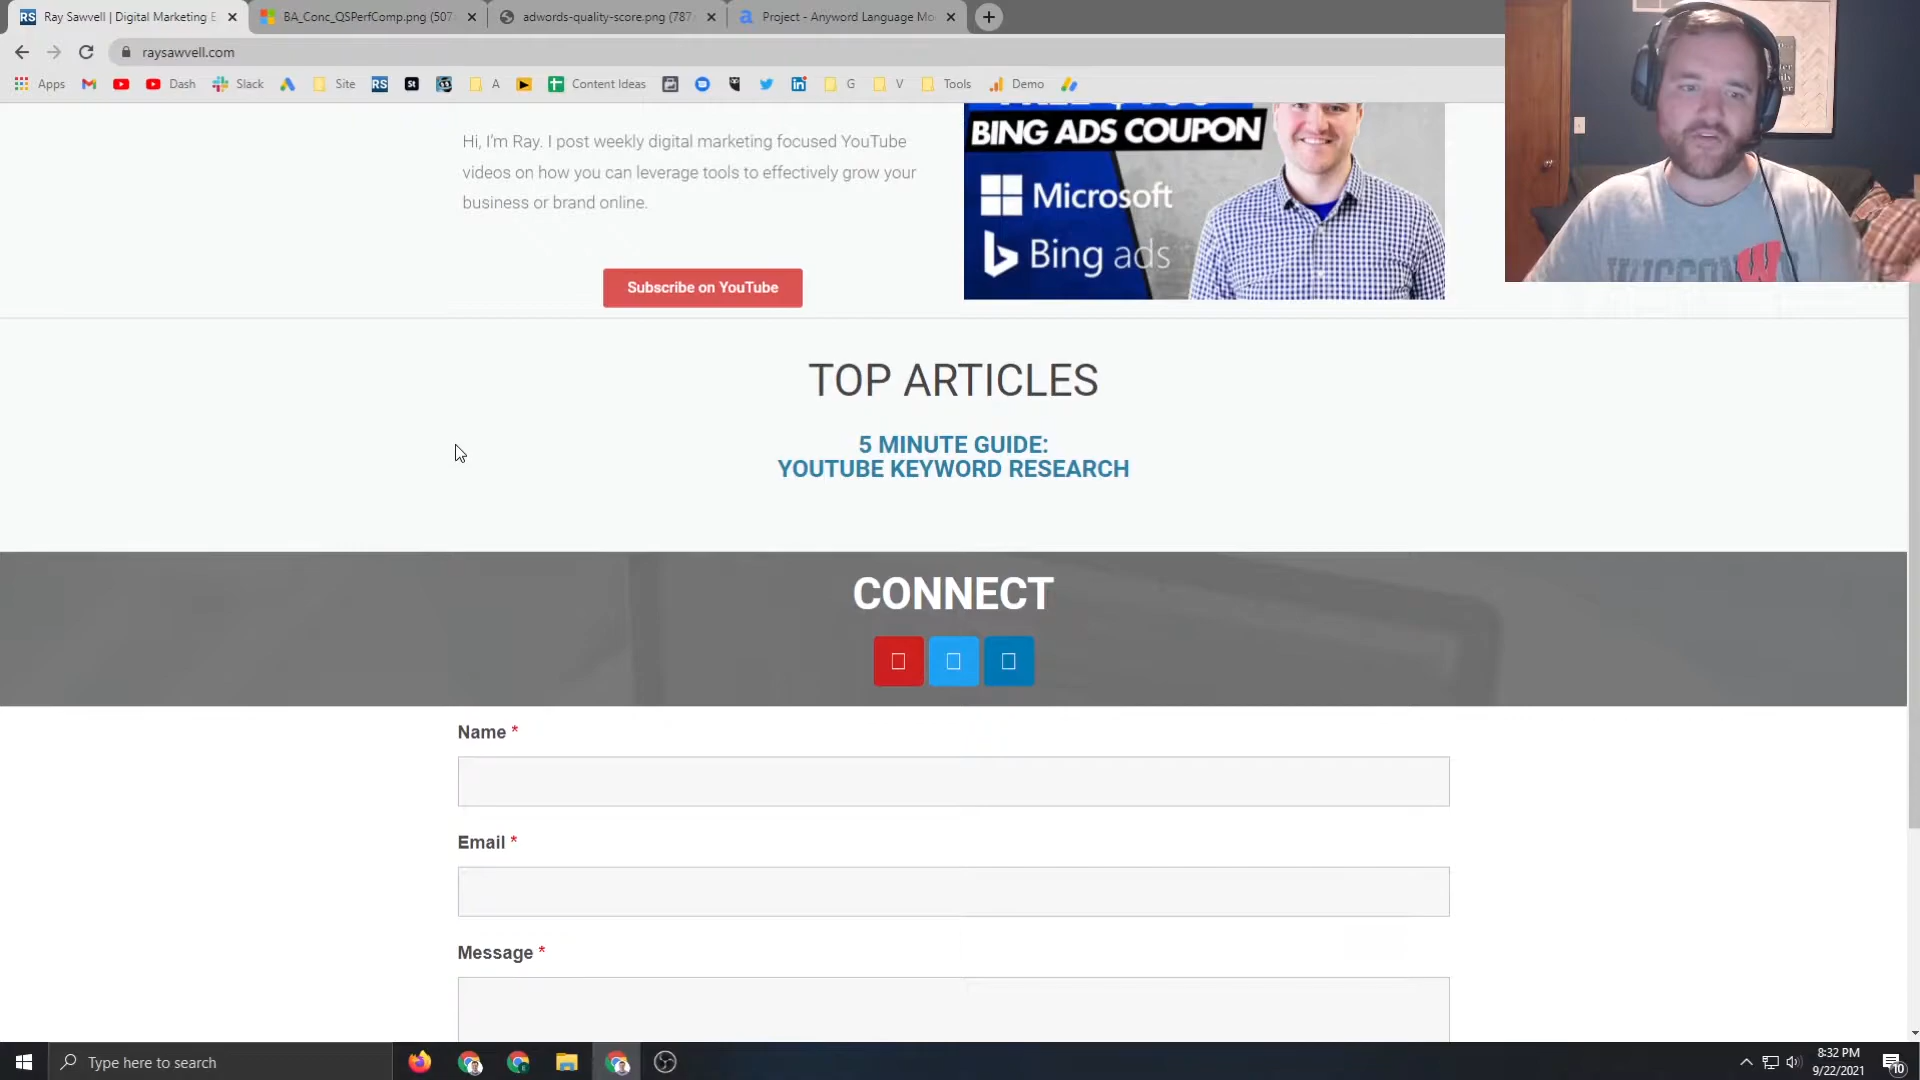 Ray Sawvell | Digital Marketing E
BA_Conc_QSPerfComp.png (507
adwords-quality-score.png (787
Project - Anyword Language Mo
raysawvell.com
Apps
Dash
Slack
Site
A
Content Ideas
G
V
Tools
Demo
Hi, I'm Ray. I post weekly digital marketing focused YouTube
videos on how you can leverage tools to effectively grow your
business or brand online.
Subscribe on YouTube
BING ADS COUPON
Microsoft
Bing ads
TOP ARTICLES
5 MINUTE GUIDE:
YOUTUBE KEYWORD RESEARCH
CONNECT
Name *
Email *
Message *
Type here to search
8:32 PM
9/22/2021
10